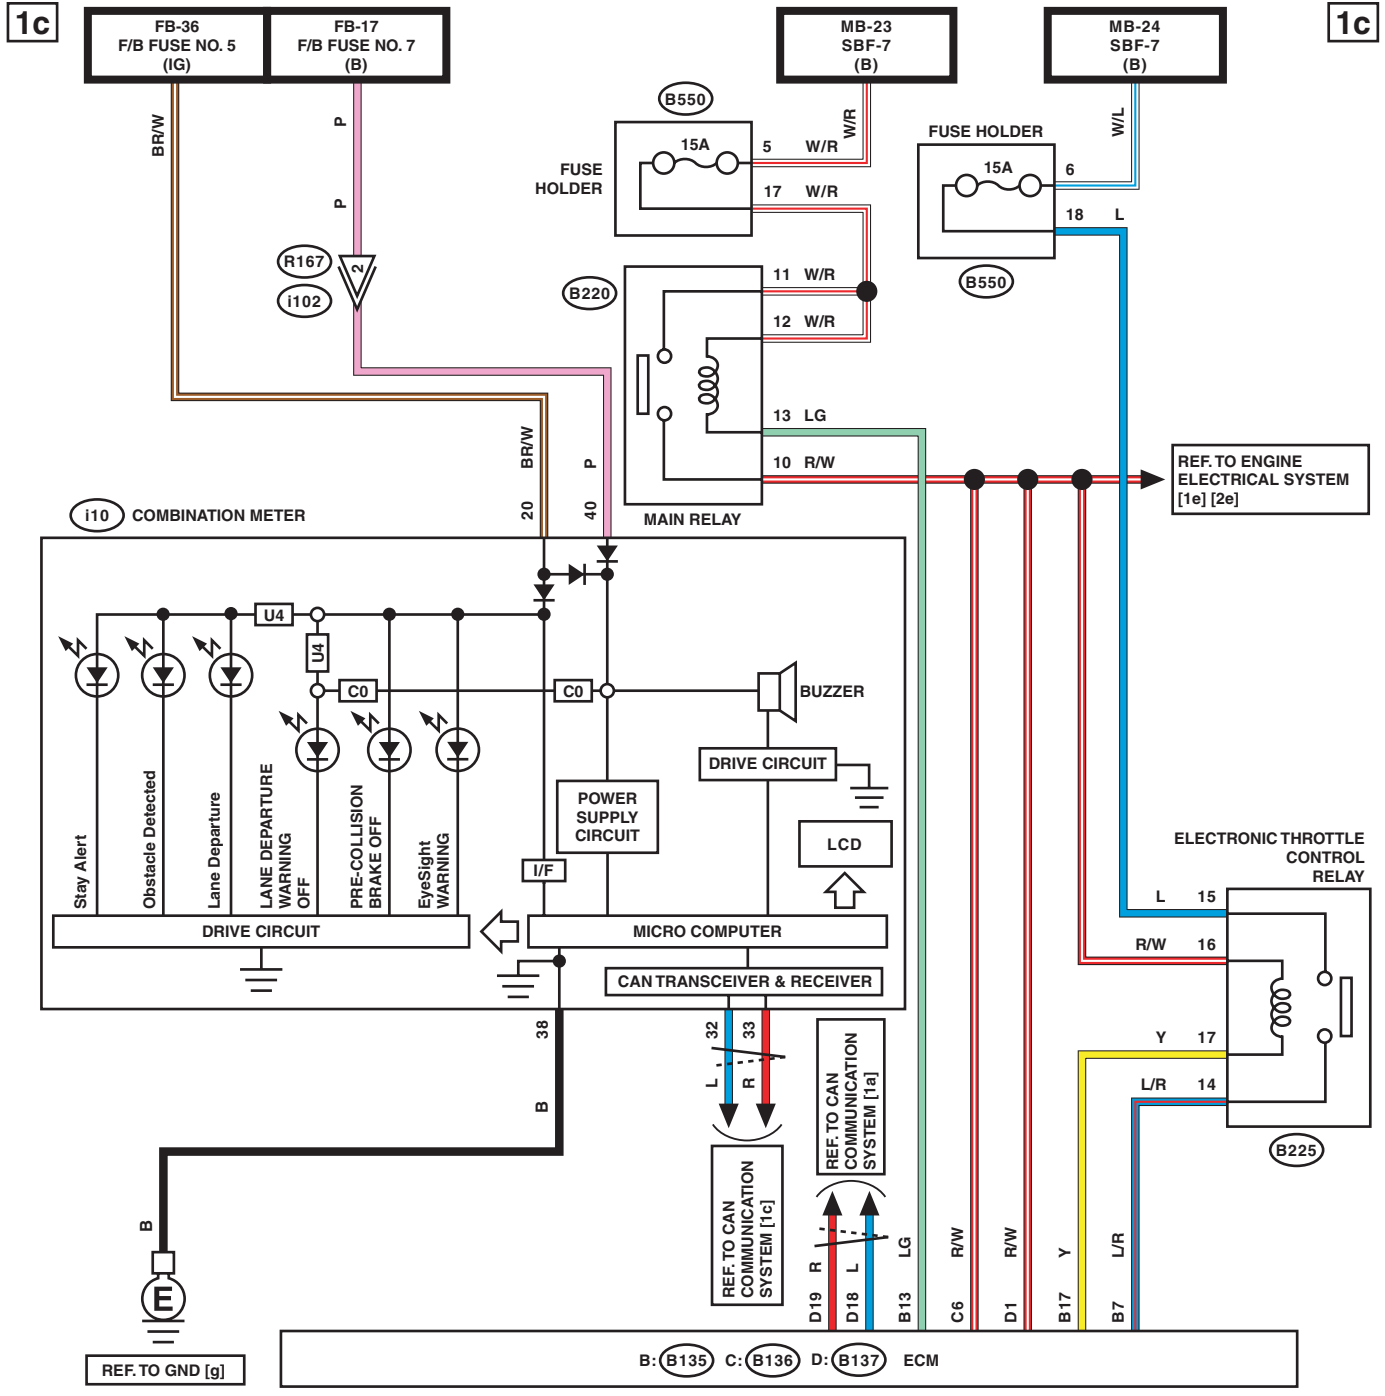 1c
FB-36
F/B FUSE NO. 5
(IG)
FB-17
F/B FUSE NO. 7
(B)
MB-23
SBF-7
(B)
MB-24
SBF-7
(B)
1c
BR/W
P
P
R167
2
i102
B550
FUSE
HOLDER
15A
5 W/R
W/R
17 W/R
FUSE HOLDER
15A
6
W/L
18 L
B550
B220
11 W/R
12 W/R
13 LG
10 R/W
MAIN RELAY
REF. TO ENGINE
ELECTRICAL SYSTEM
[1e] [2e]
BR/W
P
20
40
i10 COMBINATION METER
U4
U4
C0
C0
BUZZER
DRIVE CIRCUIT
POWER
SUPPLY
CIRCUIT
LCD
I/F
Stay Alert
Obstacle Detected
Lane Departure
LANE DEPARTURE
WARNING
OFF
PRE-COLLISION
BRAKE OFF
EyeSight
WARNING
DRIVE CIRCUIT
MICRO COMPUTER
CAN TRANSCEIVER & RECEIVER
ELECTRONIC THROTTLE
CONTROL
RELAY
L 15
R/W 16
Y 17
L/R 14
B225
38
B
32
33
L
R
REF. TO CAN
COMMUNICATION
SYSTEM [1c]
REF. TO CAN
COMMUNICATION
SYSTEM [1a]
B
E
REF. TO GND [g]
R
L
LG
R/W
R/W
Y
L/R
D19
D18
B13
C6
D1
B17
B7
B: B135 C: B136 D: B137 ECM